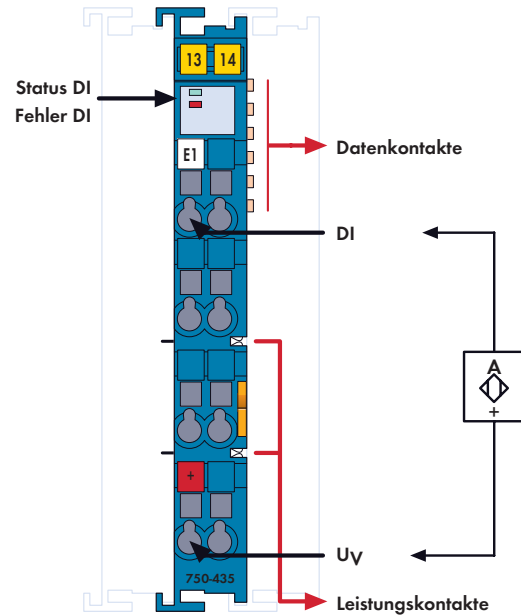 13 14
Status DI
Fehler DI
E1
Datenkontakte
DI
A
+
+
UV
750-435
Leistungskontakte